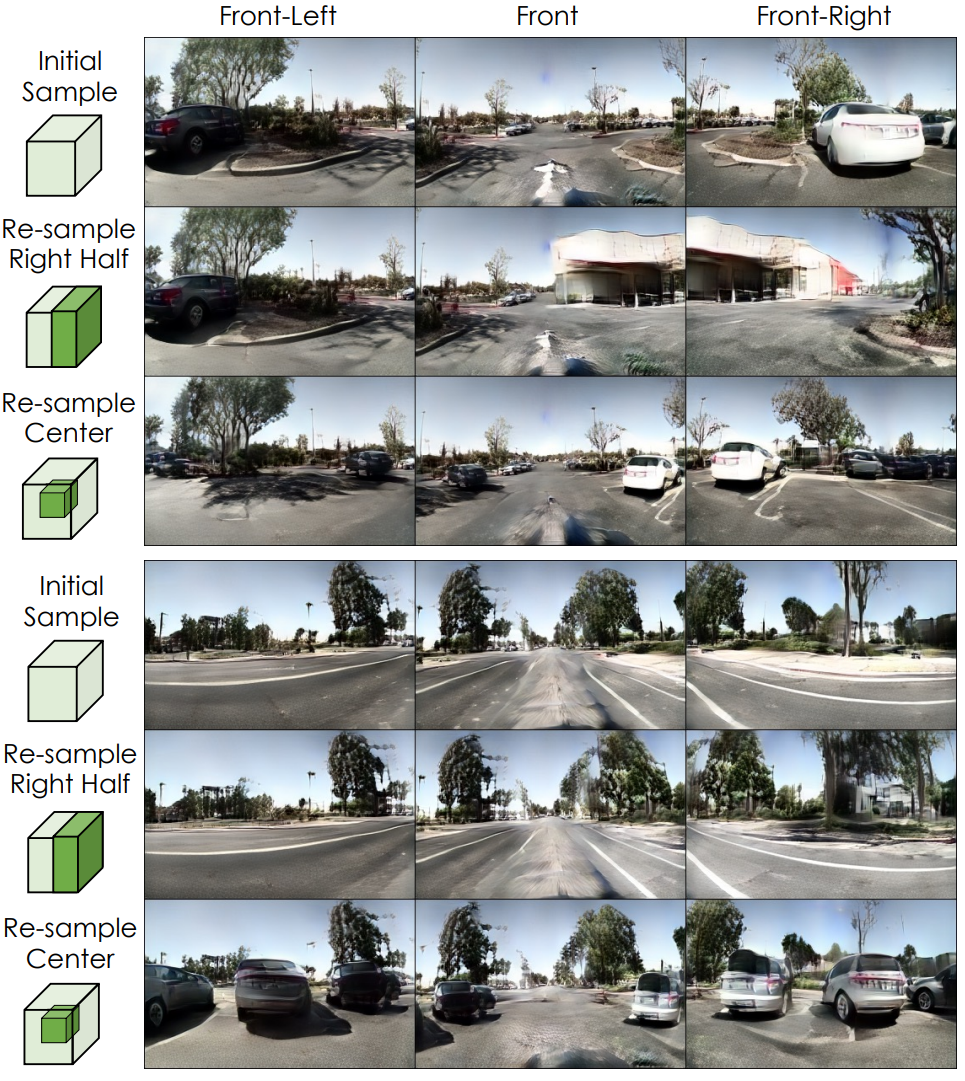 Front-Left
Front
Front-Right
Initial
Sample
Re-sample
Right Half
Re-sample
Center
Initial
Sample
Re-sample
Right Half
Re-sample
Center